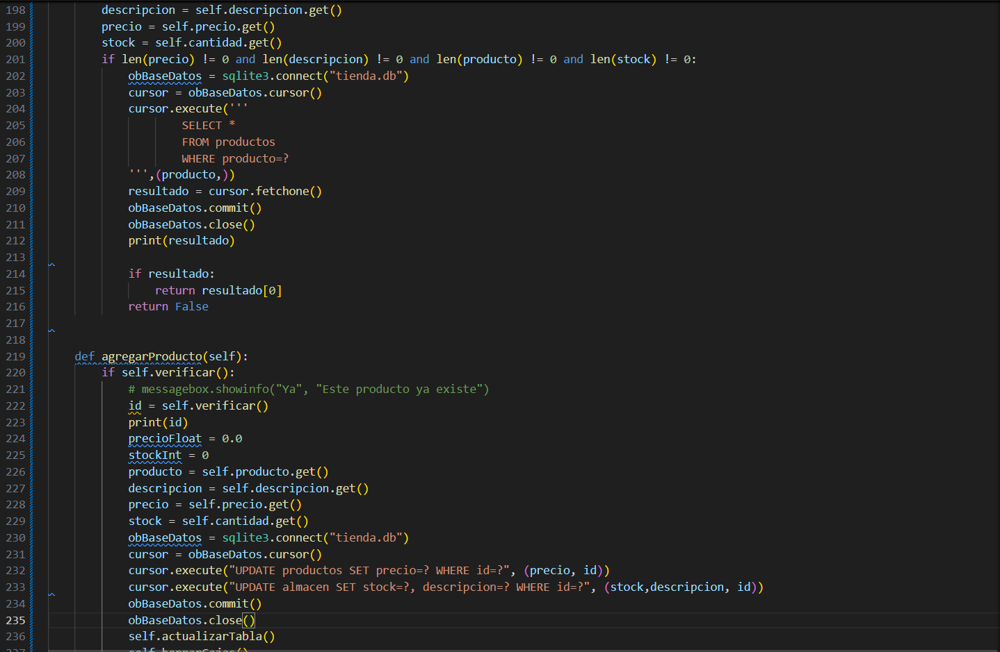 198 descripcion = self.descripcion.get()
199 precio = self.precio.get()
200 stock = self.cantidad.get()
201 if len(precio) != 0 and len(descripcion) != 0 and len(producto) != 0 and len(stock) != 0:
202 obBaseDatos = sqlite3.connect("tienda.db")
203 cursor = obBaseDatos.cursor()
204 cursor.execute('''
205 SELECT *
206 FROM productos
207 WHERE producto=?
208 ''',(producto,))
209 resultado = cursor.fetchone()
210 obBaseDatos.commit()
211 obBaseDatos.close()
212 print(resultado)
213
214 if resultado:
215 return resultado[0]
216 return False
217
218
219 def agregarProducto(self):
220 if self.verificar():
221 # messagebox.showinfo("Ya", "Este producto ya existe")
222 id = self.verificar()
223 print(id)
224 precioFloat = 0.0
225 stockInt = 0
226 producto = self.producto.get()
227 descripcion = self.descripcion.get()
228 precio = self.precio.get()
229 stock = self.cantidad.get()
230 obBaseDatos = sqlite3.connect("tienda.db")
231 cursor = obBaseDatos.cursor()
232 cursor.execute("UPDATE productos SET precio=? WHERE id=?", (precio, id))
233 cursor.execute("UPDATE almacen SET stock=?, descripcion=? WHERE id=?", (stock,descripcion, id))
234 obBaseDatos.commit()
235 obBaseDatos.close()
236 self.actualizarTabla()